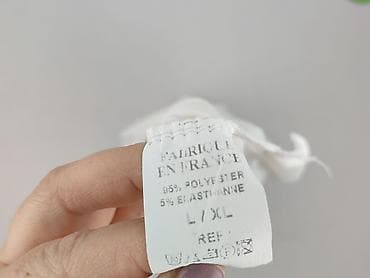 FABRIQUE
EN FRANCE
95% POLYESTER
5% ELASTHANNE
L / XL
REF